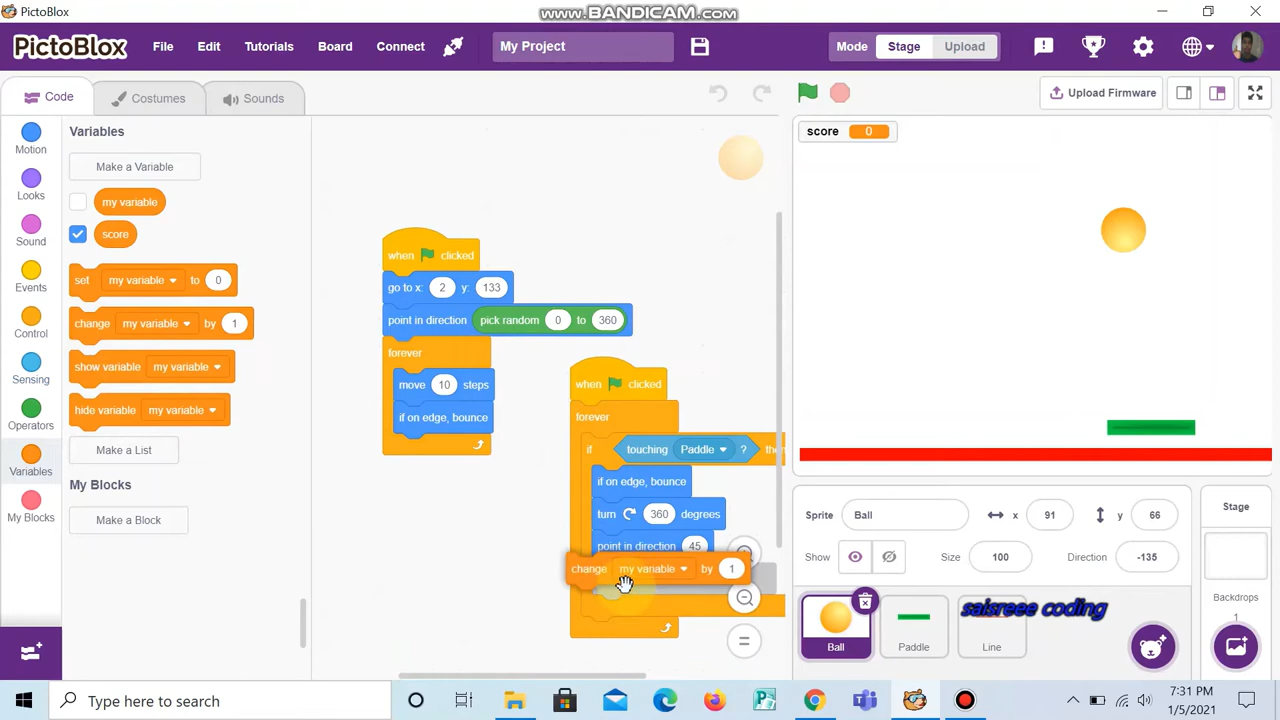 PictoBlox
www.BANDICAM.com
PictoBlox File Edit Tutorials Board Connect My Project Mode Stage Upload
Code Costumes Sounds Upload Firmware
Motion
Looks
Sound
Events
Control
Sensing
Operators
Variables
My Blocks
Variables
Make a Variable
my variable
score
set my variable to 0
change my variable by 1
show variable my variable
hide variable my variable
Make a List
My Blocks
Make a Block
when clicked
go to x: 2 y: 133
point in direction pick random 0 to 360
forever
move 10 steps
if on edge, bounce
when clicked
forever
if touching Paddle ? the
if on edge, bounce
turn 360 degrees
point in direction 45
change my variable by 1
score 0
Sprite Ball x 91 y 66
Show Size 100 Direction -135
Ball
Paddle
Line
saisreee coding
Stage
Backdrops
1
Type here to search
7:31 PM
1/5/2021